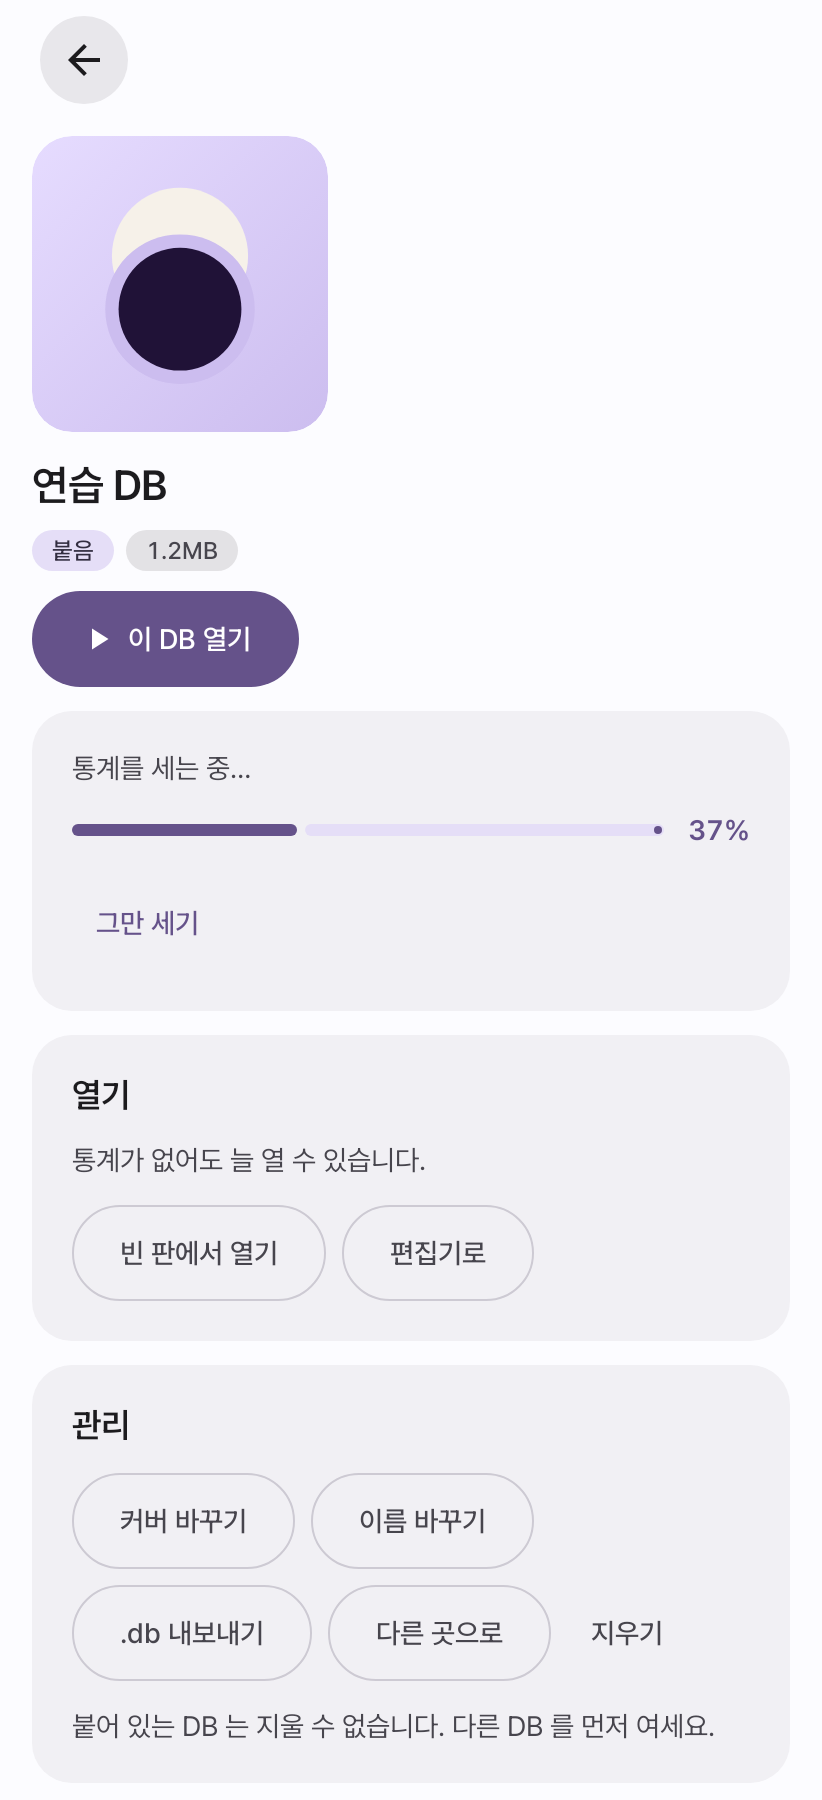 연습 DB
붙음 1.2MB
이 DB 열기
통계를 세는 중...
37%
그만 세기
열기
통계가 없어도 늘 열 수 있습니다.
빈 판에서 열기 편집기로
관리
커버 바꾸기 이름 바꾸기
.db 내보내기 다른 곳으로 지우기
붙어 있는 DB 는 지울 수 없습니다. 다른 DB 를 먼저 여세요.